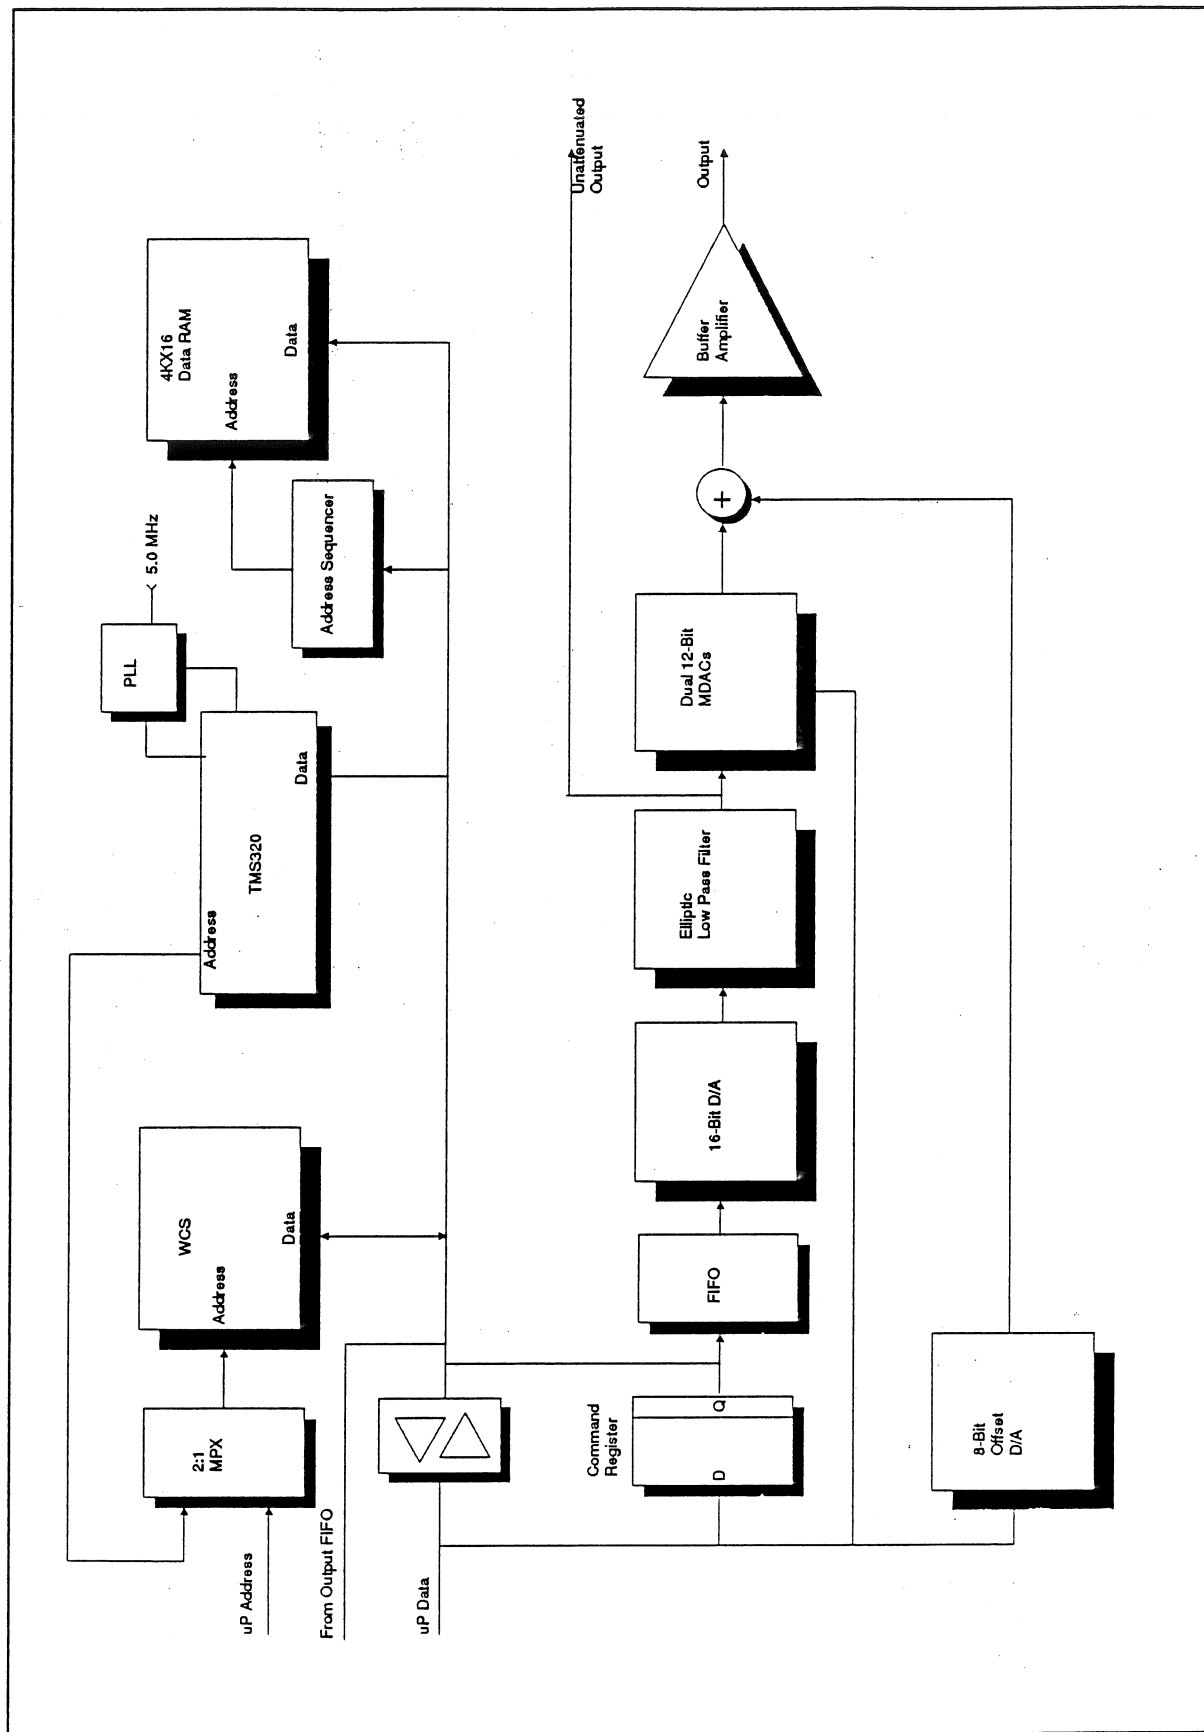 uP Address
2:1
MPX
WCS
Address
Data
Address
TMS320
Data
PLL
5.0 MHz
Address Sequencer
4KX16
Data RAM
Address
Data
From Output FIFO
uP Data
Command
Register
D
Q
FIFO
16-Bit D/A
Elliptic
Low Pass Filter
Dual 12-Bit
MDACs
+
Buffer
Amplifier
Unattenuated
Output
Output
8-Bit
Offset
D/A